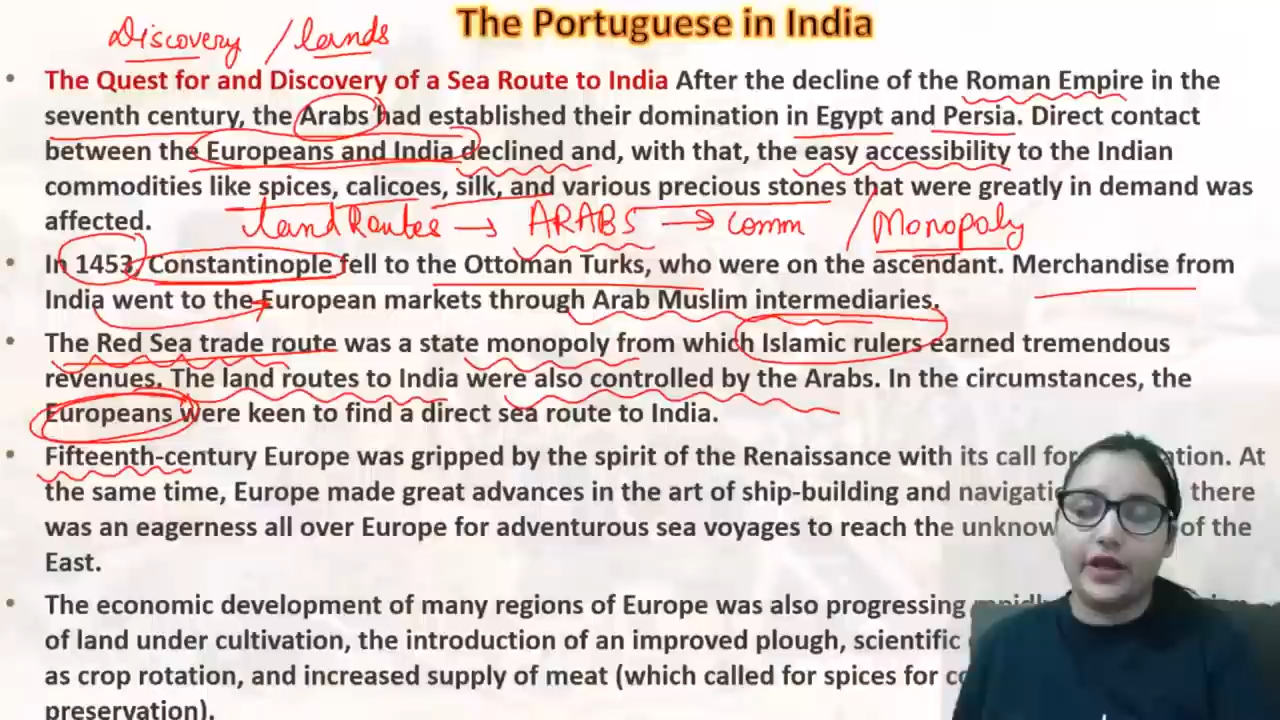 The Portuguese in India
Discovery / lands
• The Quest for and Discovery of a Sea Route to India After the decline of the Roman Empire in the
seventh century, the Arabs had established their domination in Egypt and Persia. Direct contact
between the Europeans and India declined and, with that, the easy accessibility to the Indian
commodities like spices, calicoes, silk, and various precious stones that were greatly in demand was
affected.
Land Routes → ARABS → comm / Monopoly
• In 1453, Constantinople fell to the Ottoman Turks, who were on the ascendant. Merchandise from
India went to the European markets through Arab Muslim intermediaries.
• The Red Sea trade route was a state monopoly from which Islamic rulers earned tremendous
revenues. The land routes to India were also controlled by the Arabs. In the circumstances, the
Europeans were keen to find a direct sea route to India.
• Fifteenth-century Europe was gripped by the spirit of the Renaissance with its call for ation. At
the same time, Europe made great advances in the art of ship-building and navigati there
was an eagerness all over Europe for adventurous sea voyages to reach the unknow of the
East.
• The economic development of many regions of Europe was also progressing
of land under cultivation, the introduction of an improved plough, scientific
as crop rotation, and increased supply of meat (which called for spices for
preservation).